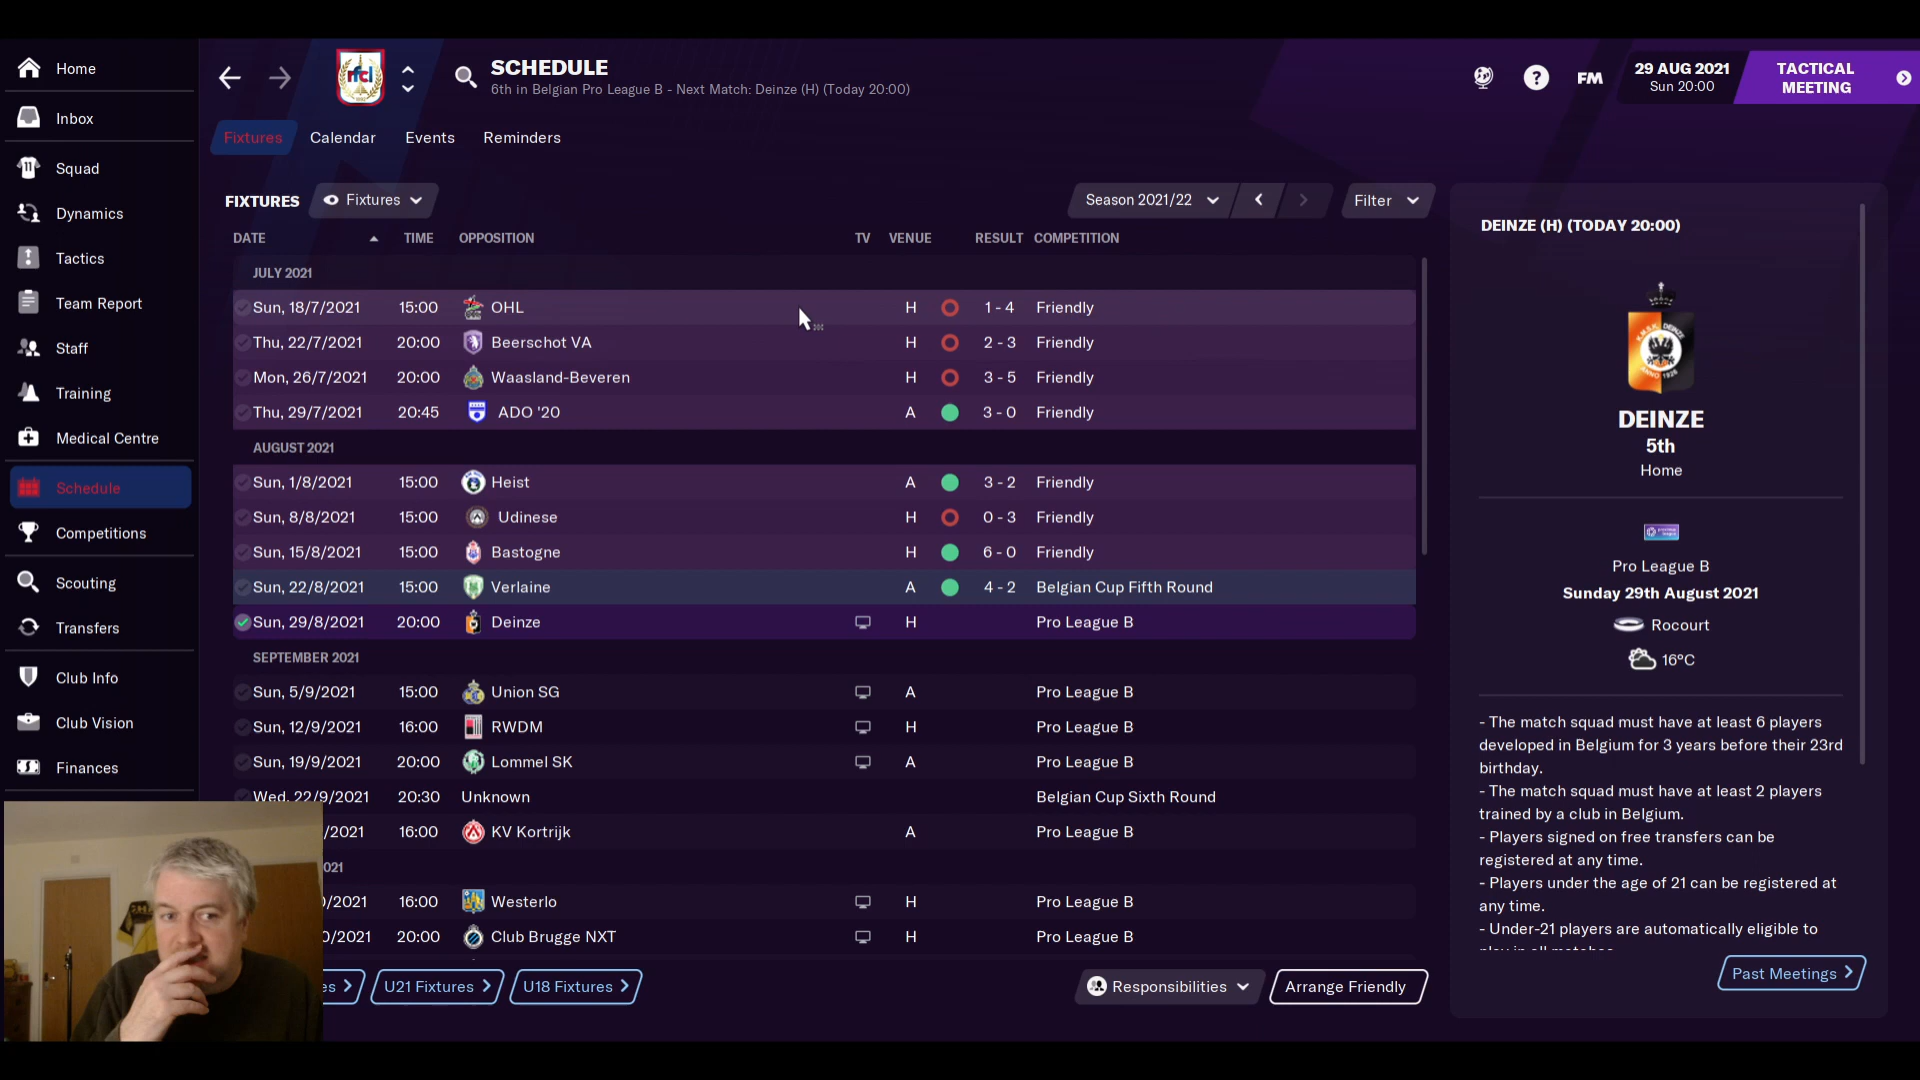 Home
Inbox
Squad
Dynamics
Tactics
Team Report
Staff
Training
Medical Centre
Schedule
Competitions
Scouting
Transfers
Club Info
Club Vision
Finances
rfcl
SCHEDULE
6th in Belgian Pro League B - Next Match: Deinze (H) (Today 20:00)
FM
29 AUG 2021
Sun 20:00
TACTICAL
MEETING
Fixtures Calendar Events Reminders
FIXTURES Fixtures Season 2021/22 Filter
DATE TIME OPPOSITION TV VENUE RESULT COMPETITION
JULY 2021
Sun, 18/7/2021 15:00 OHL H 1 - 4 Friendly
Thu, 22/7/2021 20:00 Beerschot VA H 2 - 3 Friendly
Mon, 26/7/2021 20:00 Waasland-Beveren H 3 - 5 Friendly
Thu, 29/7/2021 20:45 ADO '20 A 3 - 0 Friendly
AUGUST 2021
Sun, 1/8/2021 15:00 Heist A 3 - 2 Friendly
Sun, 8/8/2021 15:00 Udinese H 0 - 3 Friendly
Sun, 15/8/2021 15:00 Bastogne H 6 - 0 Friendly
Sun, 22/8/2021 15:00 Verlaine A 4 - 2 Belgian Cup Fifth Round
Sun, 29/8/2021 20:00 Deinze H Pro League B
SEPTEMBER 2021
Sun, 5/9/2021 15:00 Union SG A Pro League B
Sun, 12/9/2021 16:00 RWDM H Pro League B
Sun, 19/9/2021 20:00 Lommel SK A Pro League B
Wed, 22/9/2021 20:30 Unknown Belgian Cup Sixth Round
/2021 16:00 KV Kortrijk A Pro League B
021
/2021 16:00 Westerlo H Pro League B
0/2021 20:00 Club Brugge NXT H Pro League B
es U21 Fixtures U18 Fixtures Responsibilities Arrange Friendly
DEINZE (H) (TODAY 20:00)
DEINZE
5th
Home
Pro League B
Sunday 29th August 2021
Rocourt
16°C
- The match squad must have at least 6 players
developed in Belgium for 3 years before their 23rd
birthday.
- The match squad must have at least 2 players
trained by a club in Belgium.
- Players signed on free transfers can be
registered at any time.
- Players under the age of 21 can be registered at
any time.
- Under-21 players are automatically eligible to
play in all matches.
Past Meetings